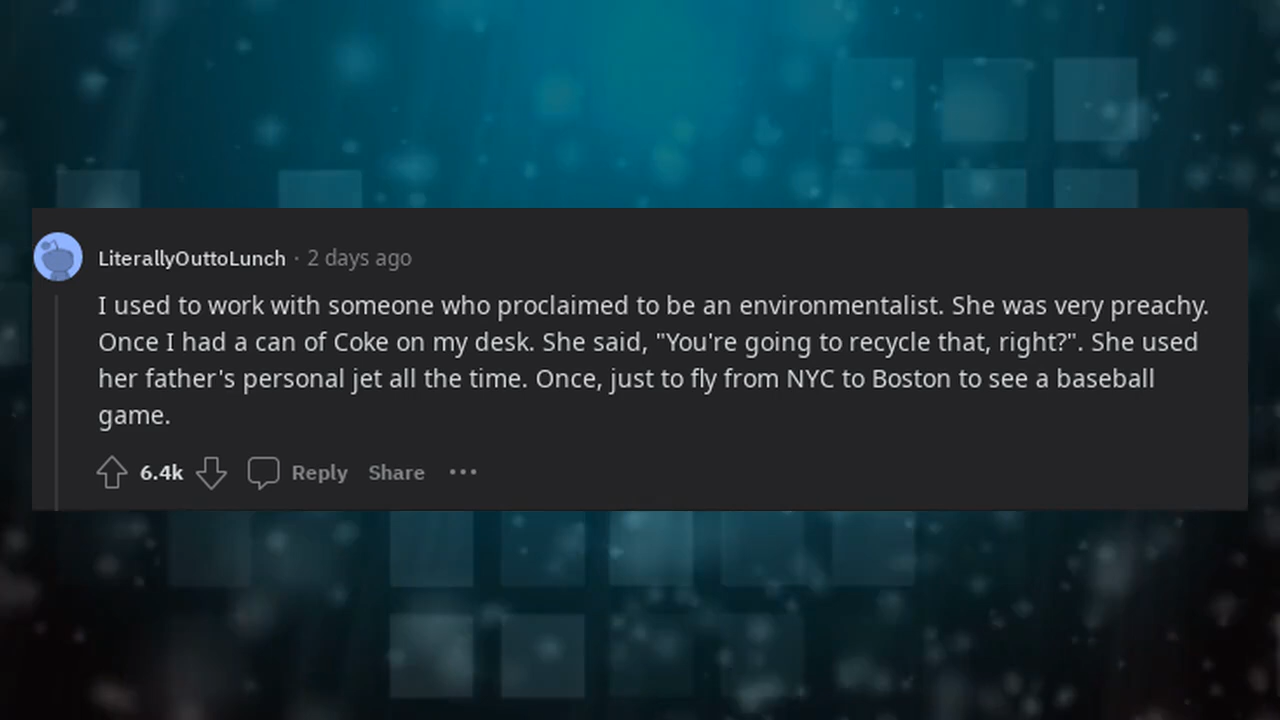 LiterallyOuttoLunch · 2 days ago
I used to work with someone who proclaimed to be an environmentalist. She was very preachy.
Once I had a can of Coke on my desk. She said, "You're going to recycle that, right?". She used
her father's personal jet all the time. Once, just to fly from NYC to Boston to see a baseball
game.
6.4k Reply Share ···